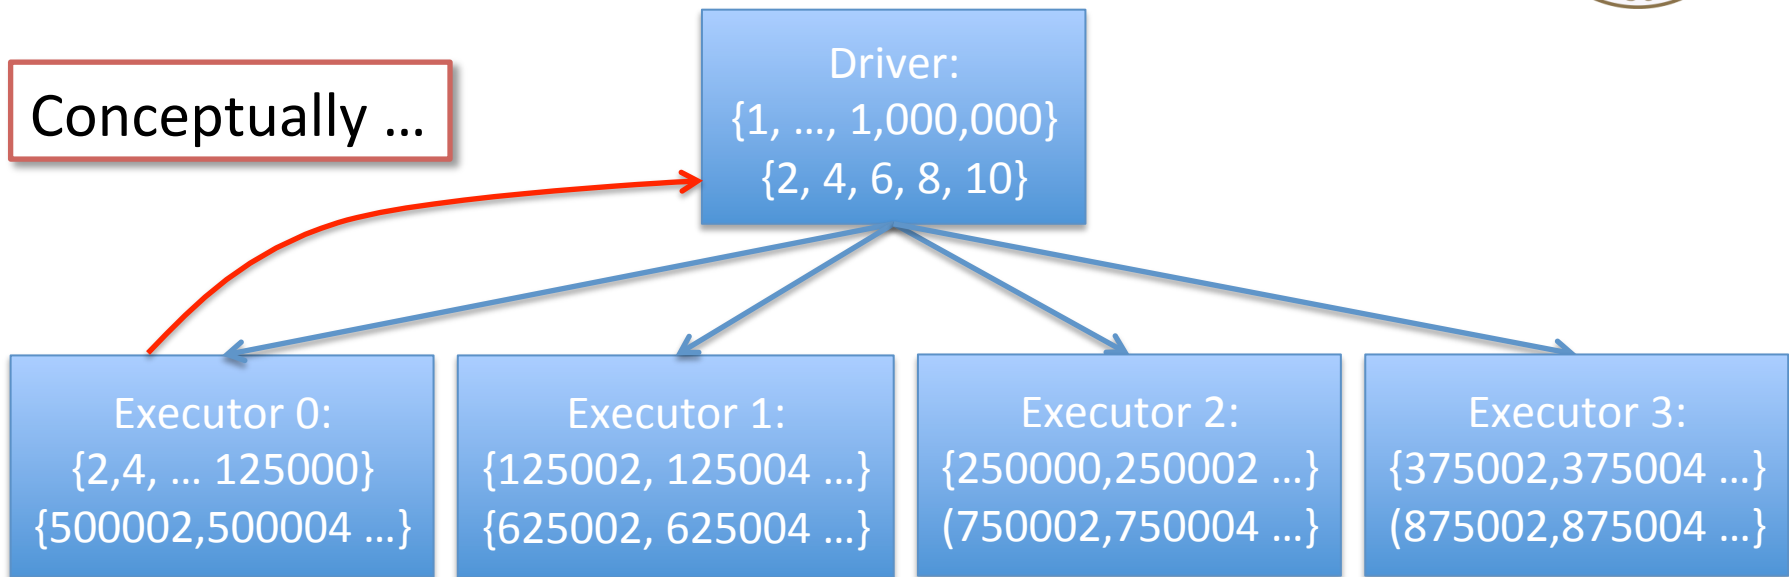 Conceptually …
Driver:
{1, …, 1,000,000}
{2, 4, 6, 8, 10}
Executor 0:
{2,4, … 125000}
{500002,500004 …}
Executor 1:
{125002, 125004 …}
{625002, 625004 …}
Executor 2:
{250000,250002 …}
(750002,750004 …}
Executor 3:
{375002,375004 …}
(875002,875004 …}